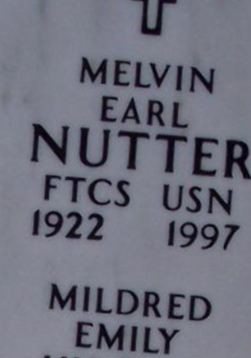 MELVIN
EARL
NUTTER
FTCS USN
1922 1997
MILDRED
EMILY